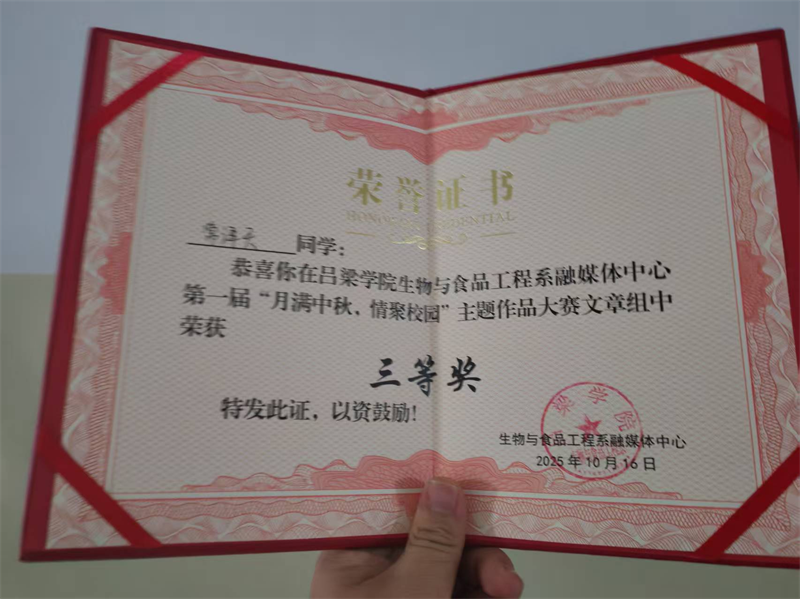 荣誉证书
HONOR CREDENTIAL
同学：
恭喜你在吕梁学院生物与食品工程系融媒体中心
第一届“月满中秋，情聚校园”主题作品大赛文章组中
荣获
三等奖
特发此证，以资鼓励！
生物与食品工程系融媒体中心
2025年10月16日